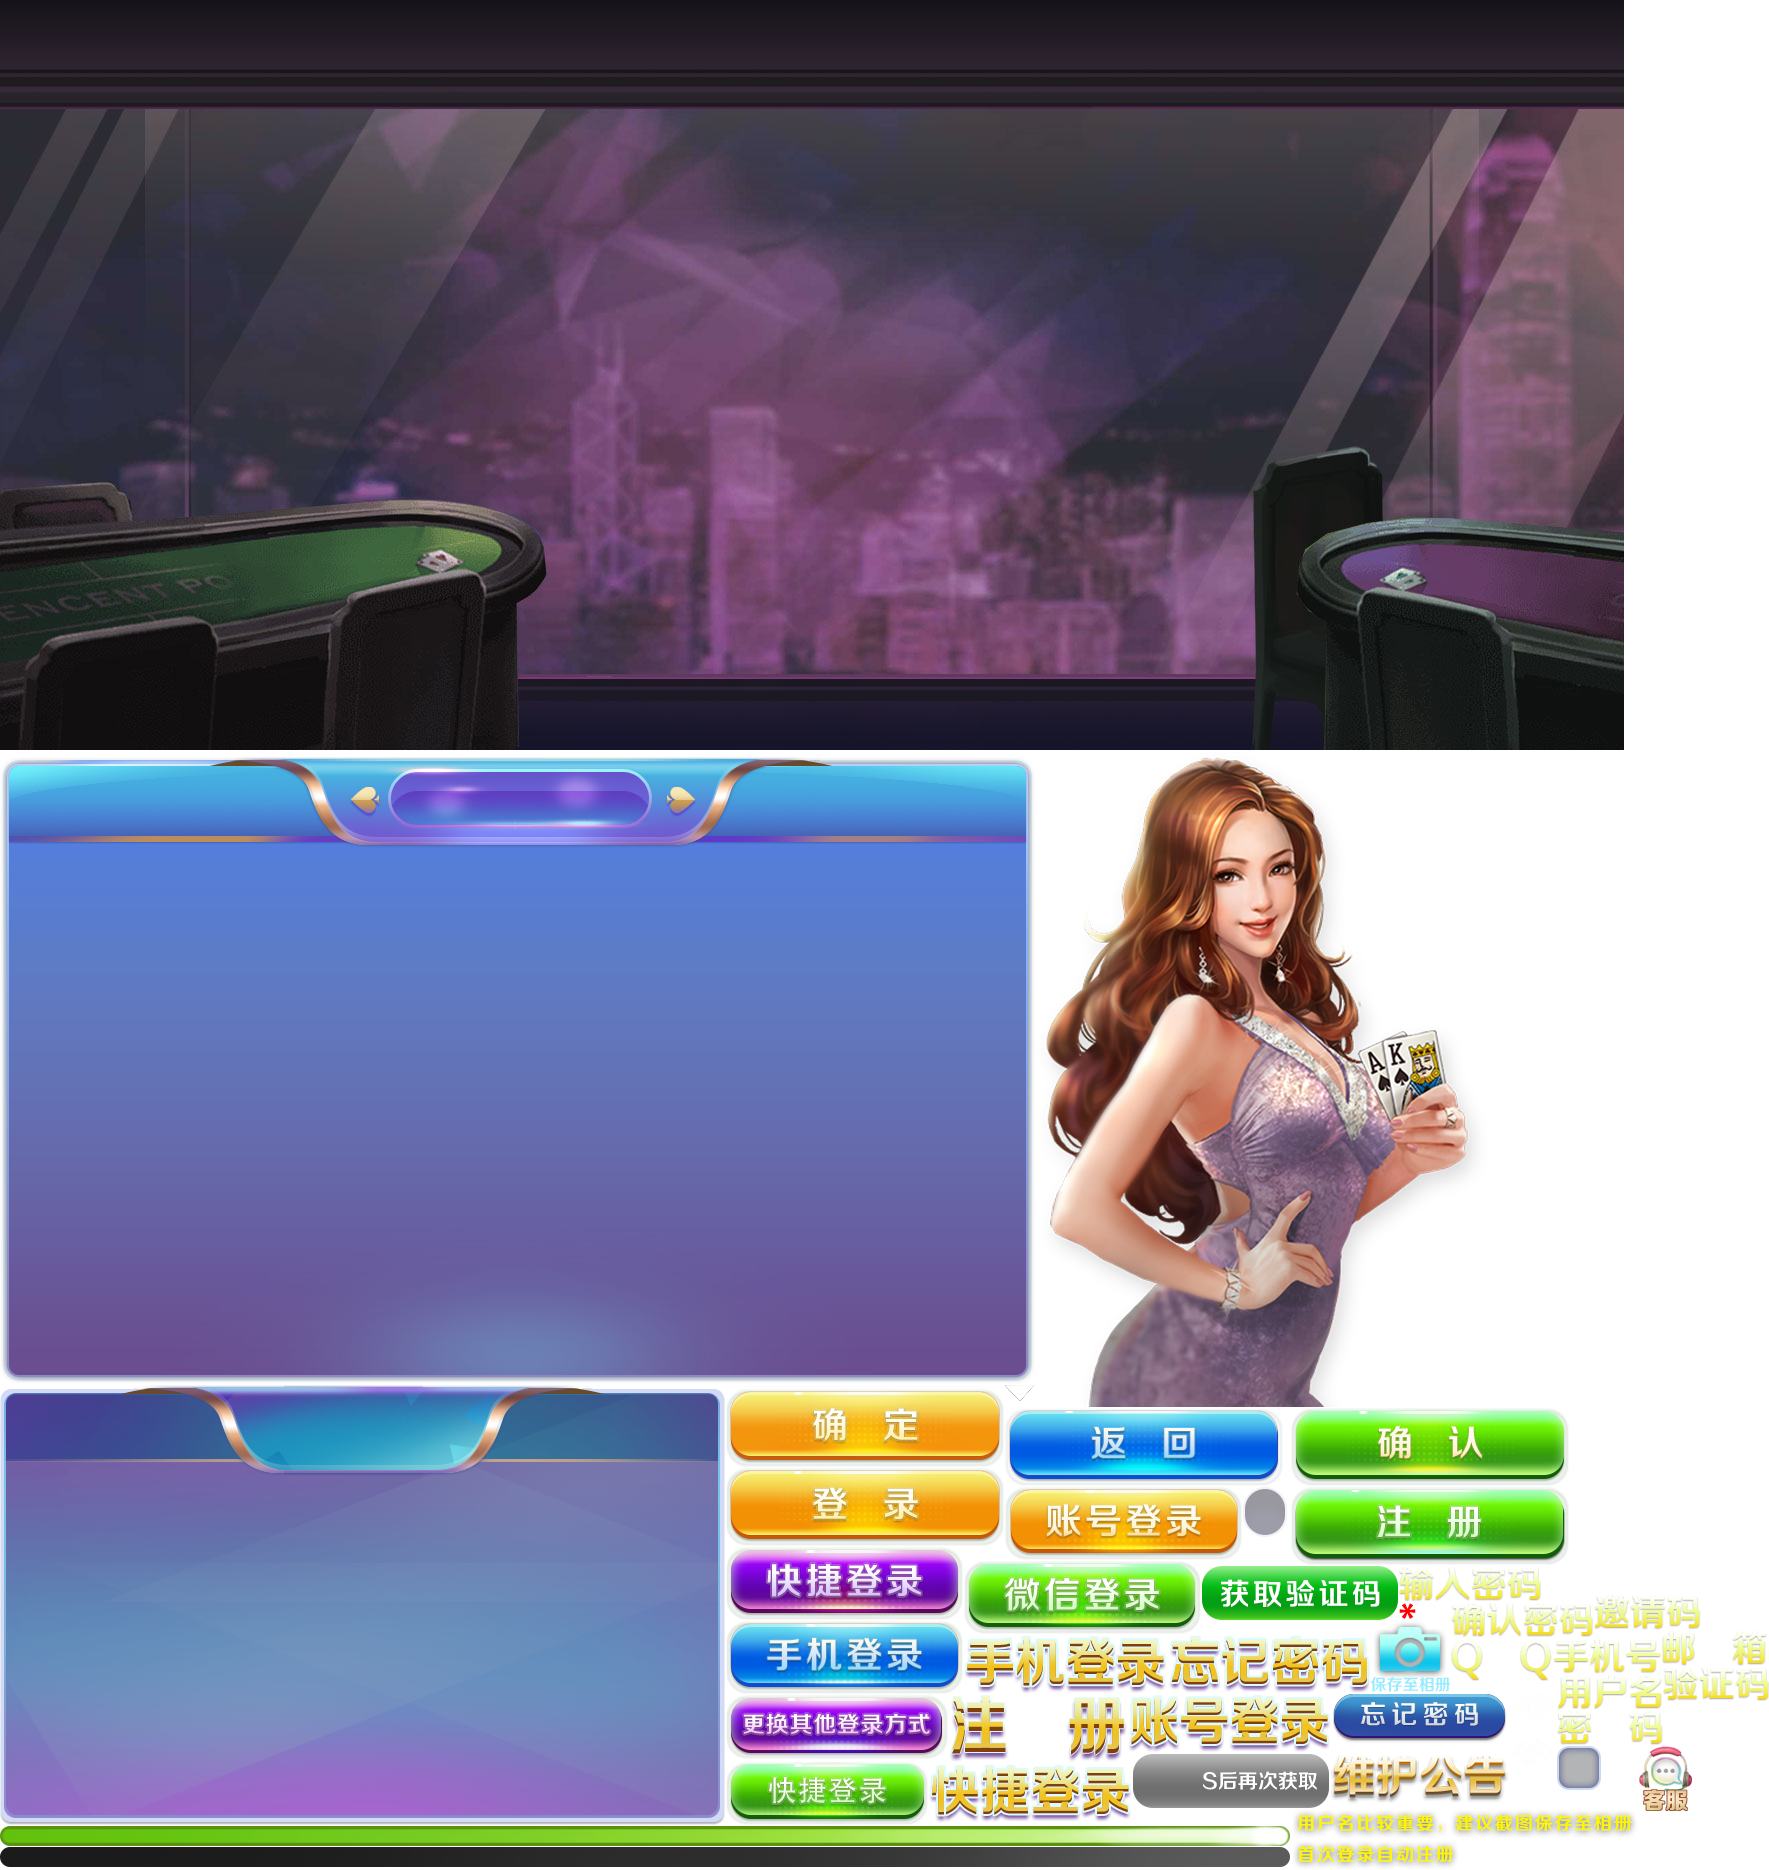 ENCENT PO
A K
确 定
返 回
确 认
登 录
账号登录
注 册
快捷登录
微信登录
获取验证码
输入密码
*
确认密码
邀请码
手机登录
手机登录
忘记密码
保存至相册
Q Q
手机号
邮 箱
用户名
验证码
更换其他登录方式
注 册
账号登录
忘记密码
密 码
快捷登录
快捷登录
S后再次获取
维护公告
客服
用户名比较重要，建议截图保存至相册
首次登录自动注册